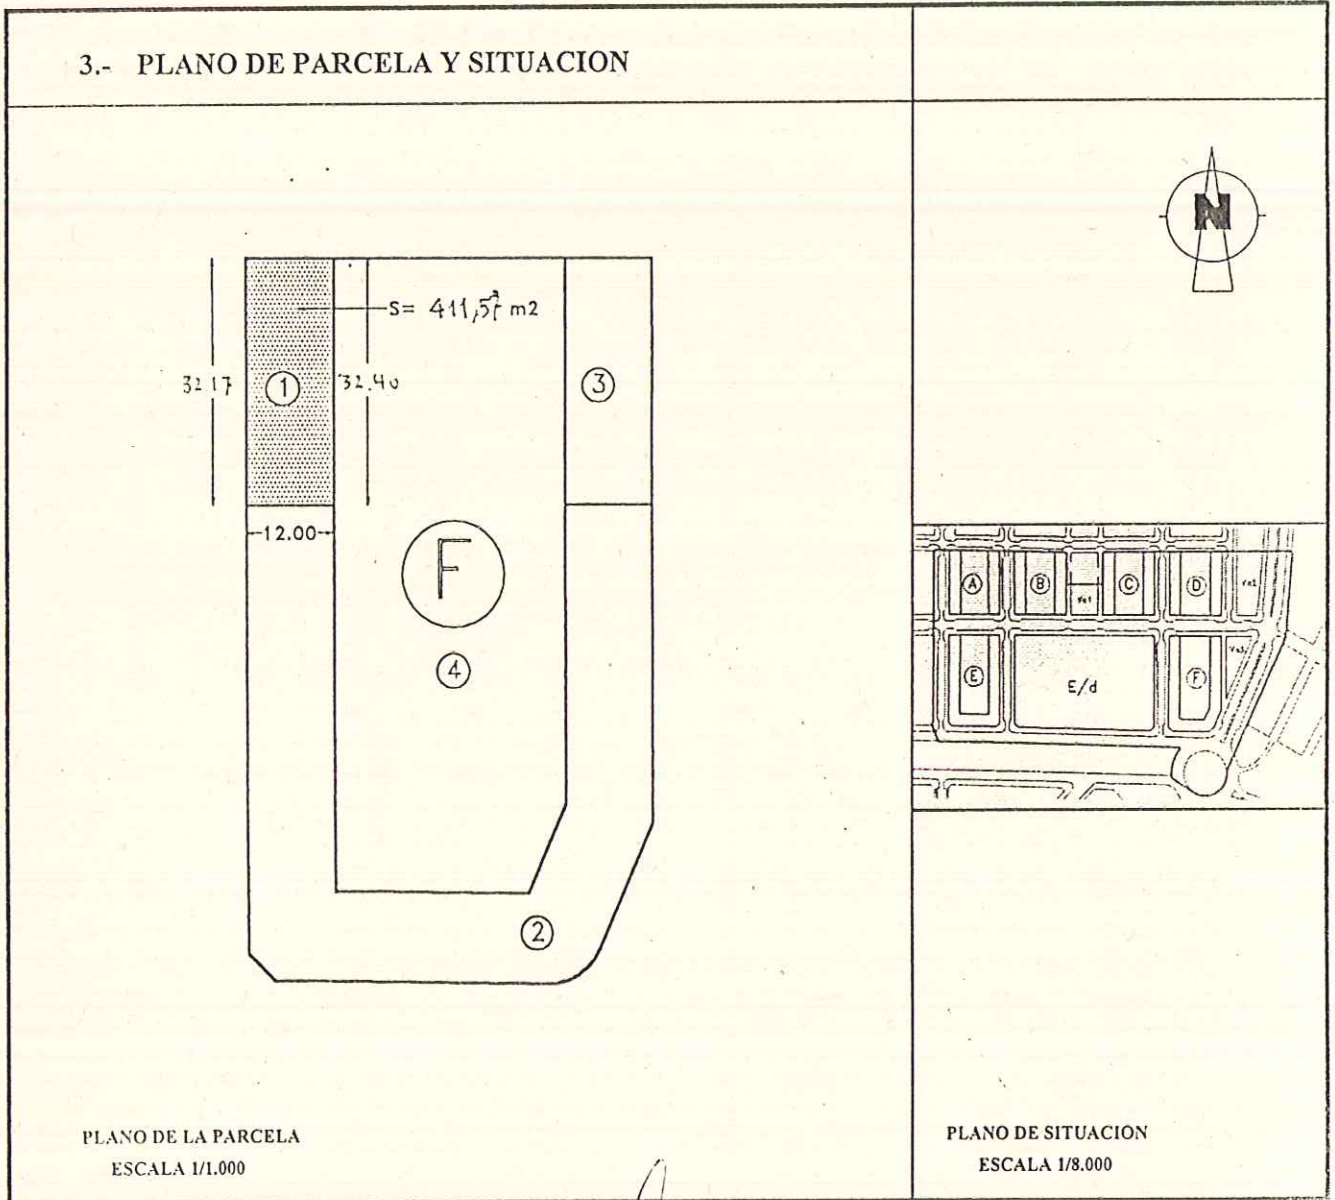 3.- PLANO DE PARCELA Y SITUACION
N
S= 411,57 m2
32.17
1
32.40
3
12.00
F
4
2
A
B
C
D
E
E/d
F
PLANO DE LA PARCELA
ESCALA 1/1.000
PLANO DE SITUACION
ESCALA 1/8.000